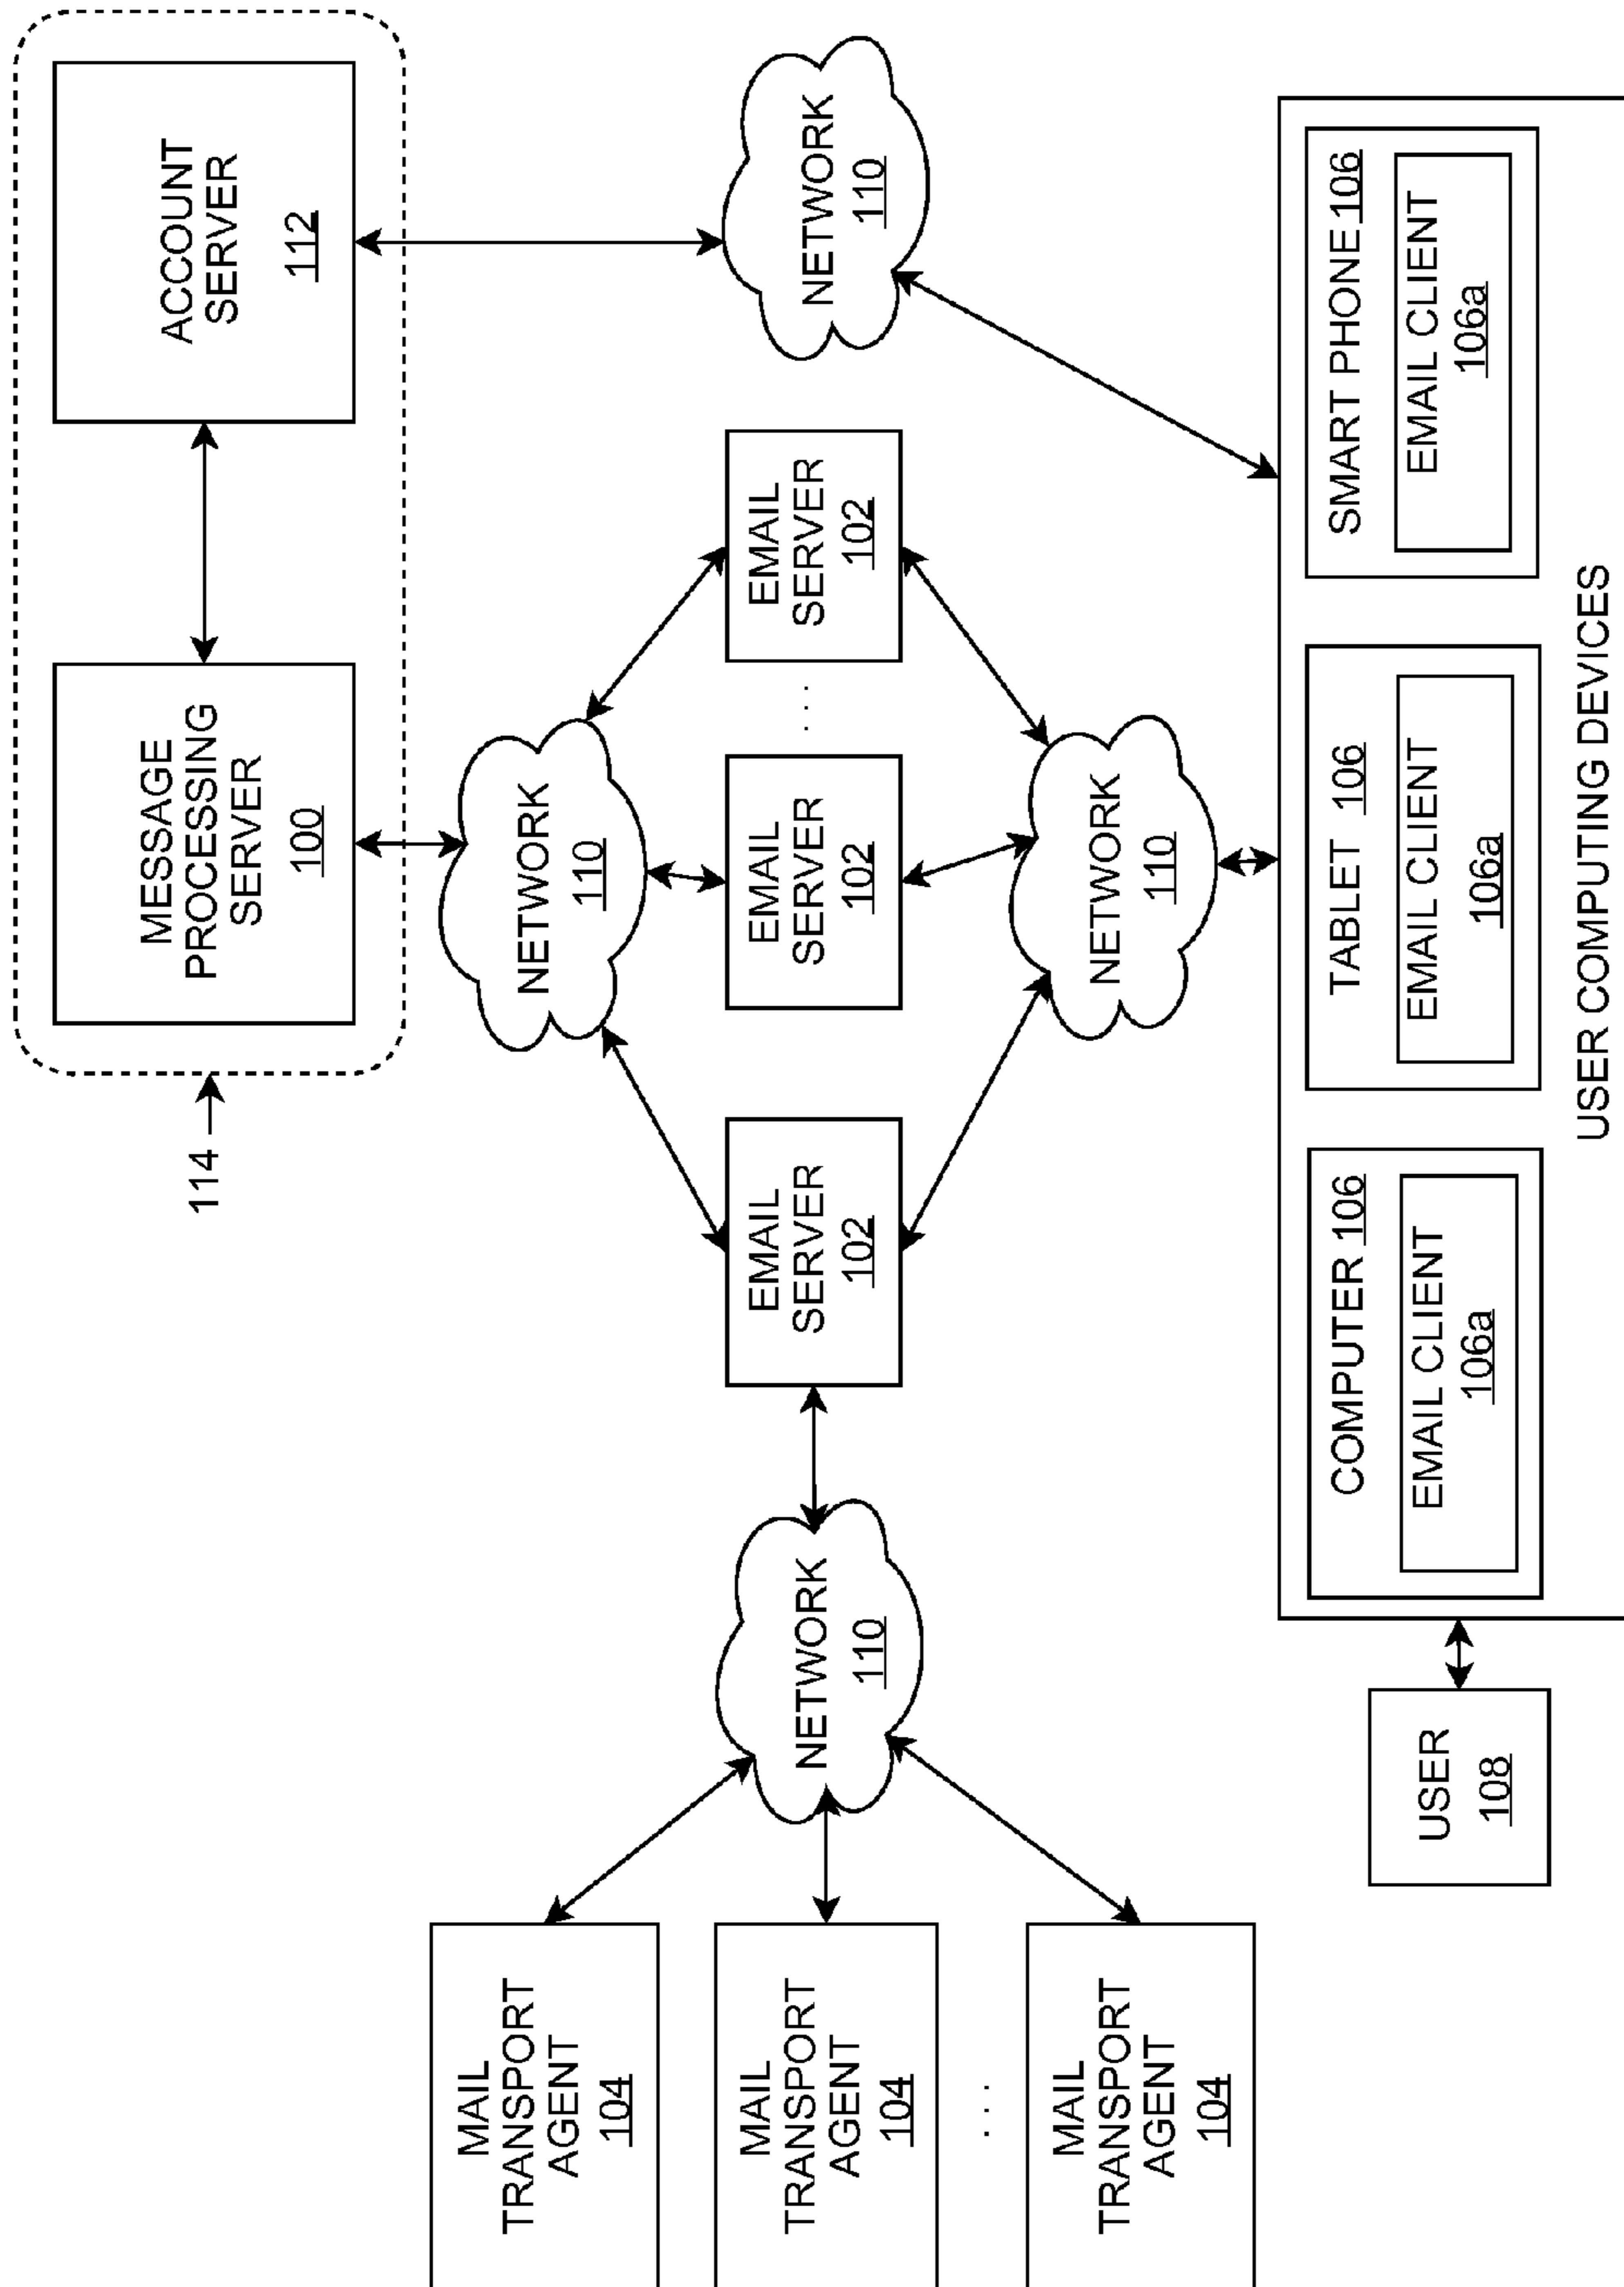 114
MESSAGE
PROCESSING
SERVER
100
ACCOUNT
SERVER
112
NETWORK
110
MAIL
TRANSPORT
AGENT
104
MAIL
TRANSPORT
AGENT
104
. . .
MAIL
TRANSPORT
AGENT
104
NETWORK
110
EMAIL
SERVER
102
EMAIL
SERVER
102
. . .
EMAIL
SERVER
102
NETWORK
110
NETWORK
110
USER
108
COMPUTER 106
EMAIL CLIENT
106a
TABLET 106
EMAIL CLIENT
106a
SMART PHONE 106
EMAIL CLIENT
106a
USER COMPUTING DEVICES